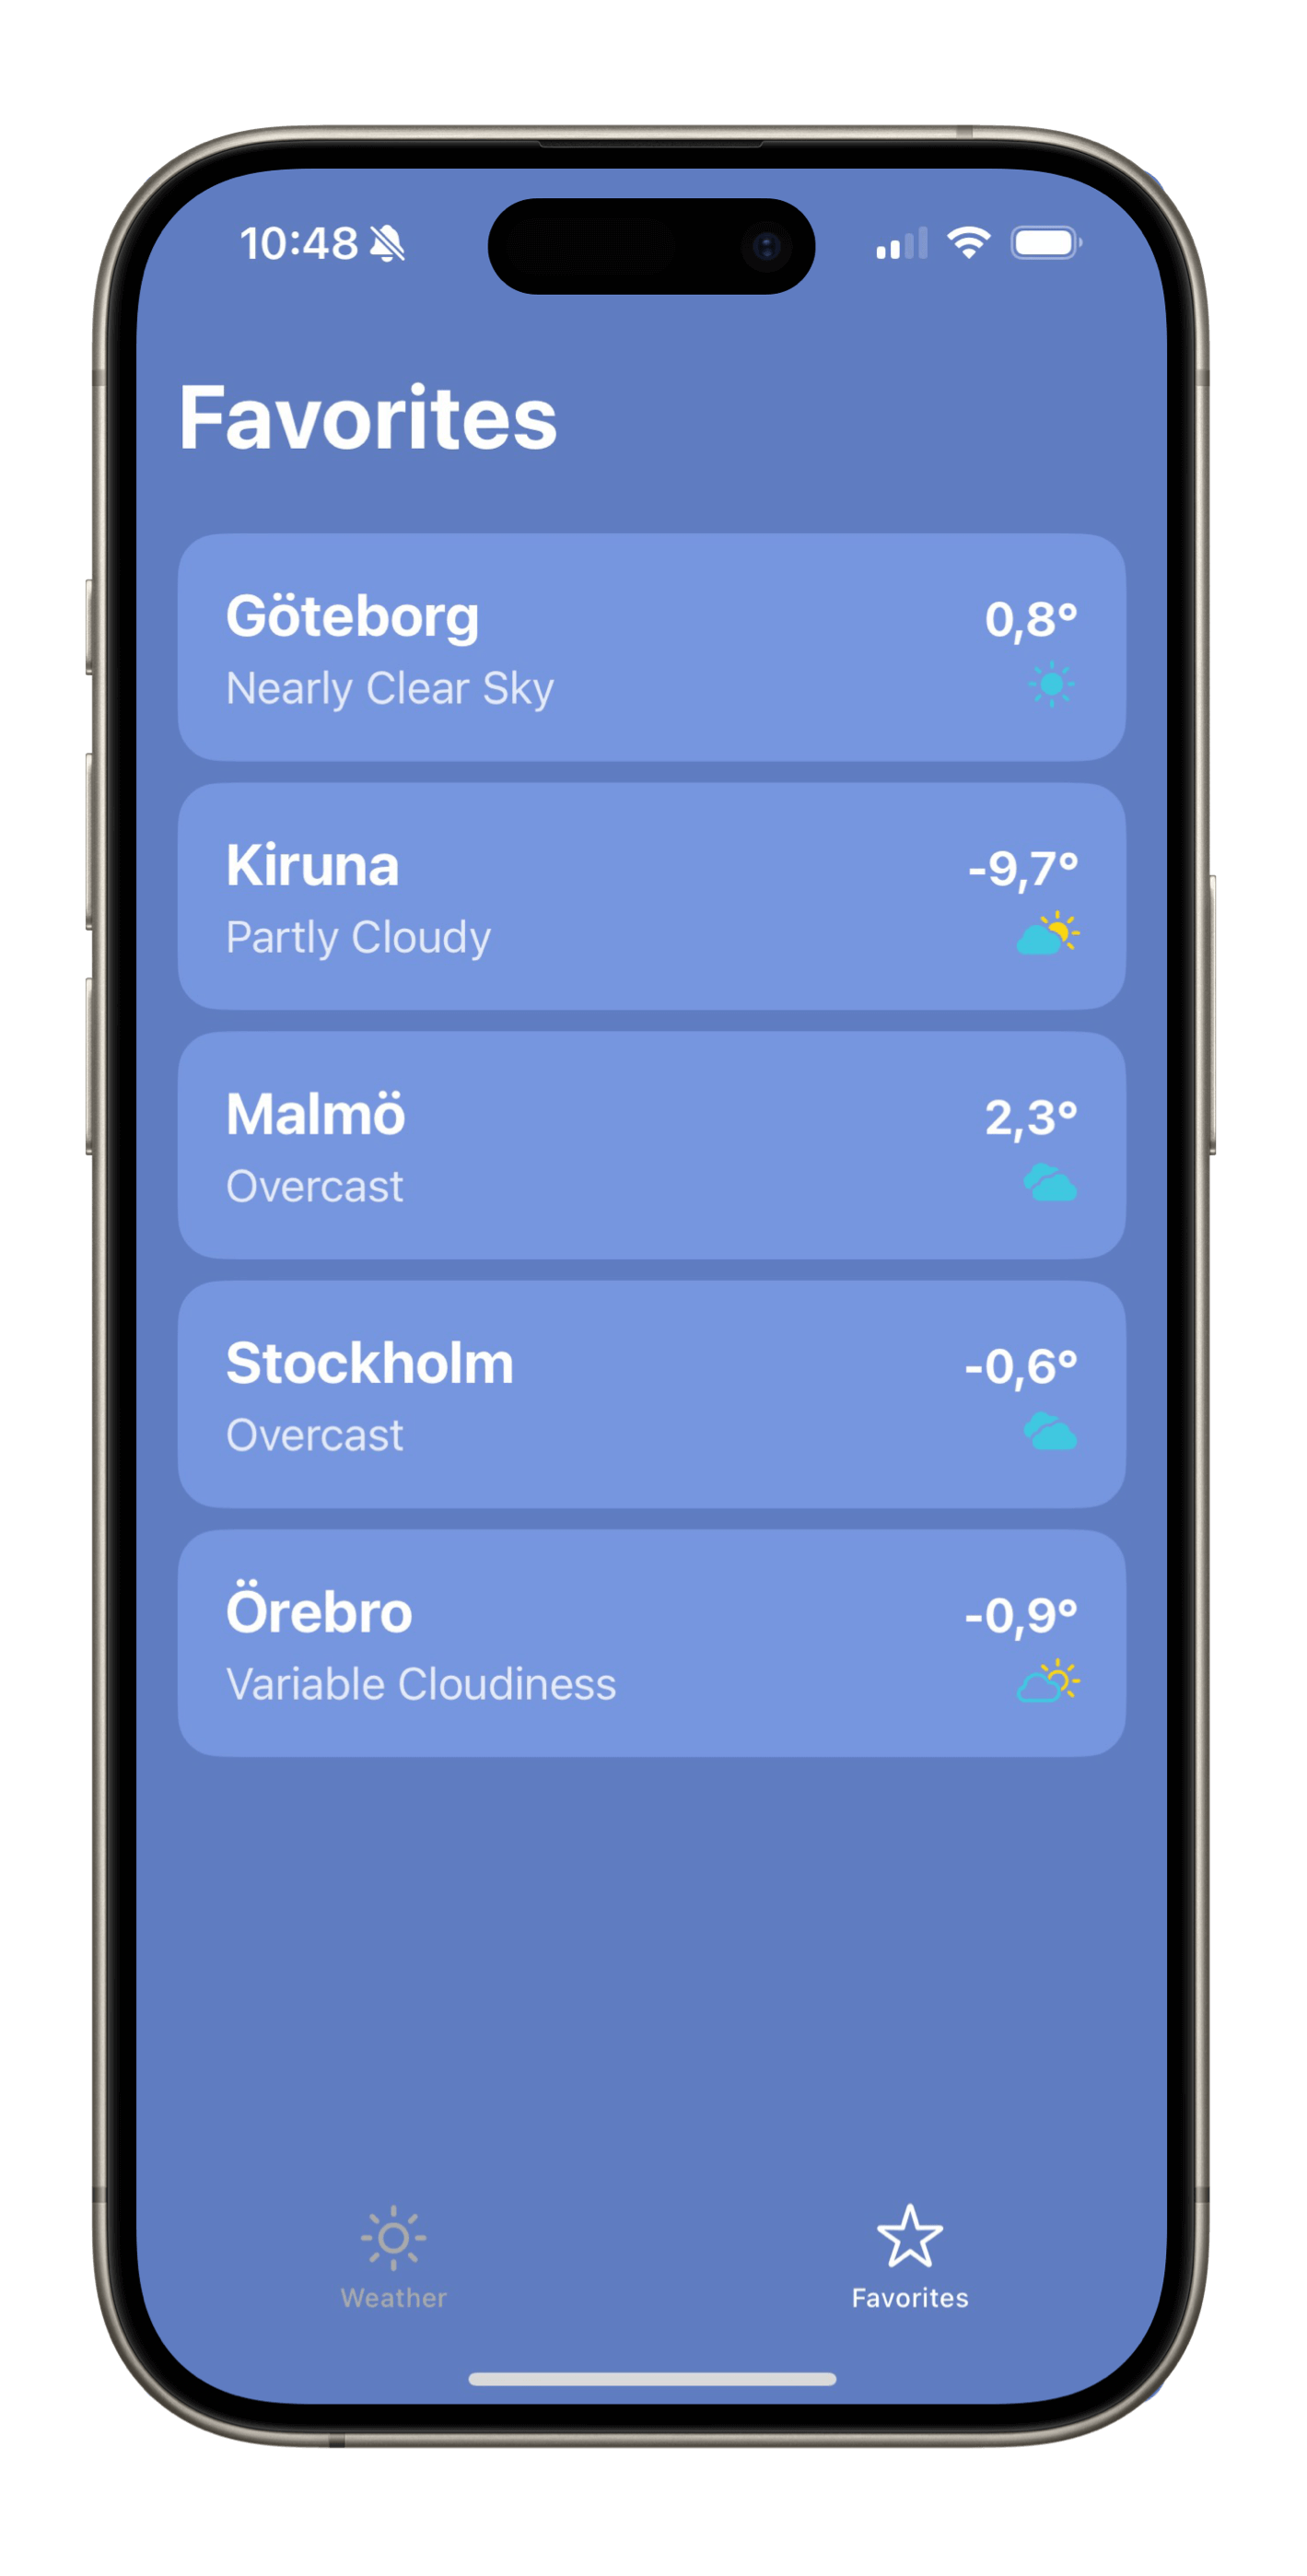 10:48
Favorites
Göteborg
0,8°
Nearly Clear Sky
Kiruna
-9,7°
Partly Cloudy
Malmö
2,3°
Overcast
Stockholm
-0,6°
Overcast
Örebro
-0,9°
Variable Cloudiness
Weather
Favorites